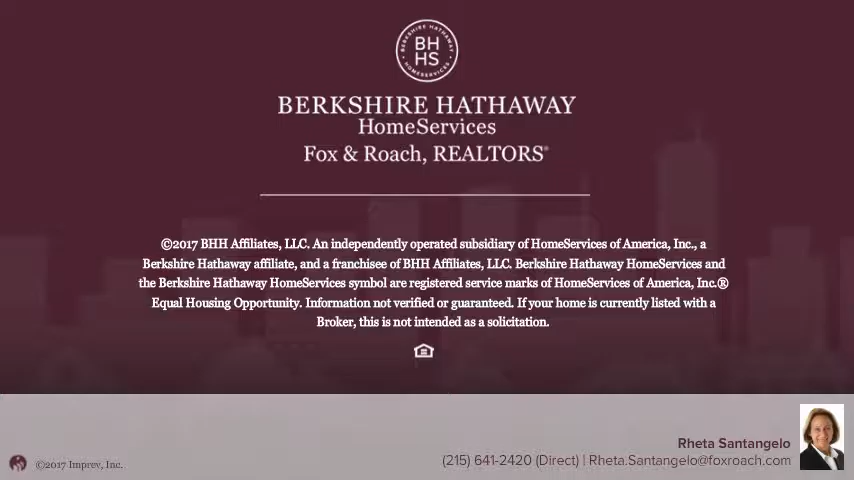 BERKSHIRE HATHAWAY
HOMESERVICES
BH
HS
BERKSHIRE HATHAWAY
HomeServices
Fox & Roach, REALTORS®
©2017 BHH Affiliates, LLC. An independently operated subsidiary of HomeServices of America, Inc., a
Berkshire Hathaway affiliate, and a franchisee of BHH Affiliates, LLC. Berkshire Hathaway HomeServices and
the Berkshire Hathaway HomeServices symbol are registered service marks of HomeServices of America, Inc.®
Equal Housing Opportunity. Information not verified or guaranteed. If your home is currently listed with a
Broker, this is not intended as a solicitation.
Rheta Santangelo
(215) 641-2420 (Direct) | Rheta.Santangelo@foxroach.com
©2017 Imprev, Inc.